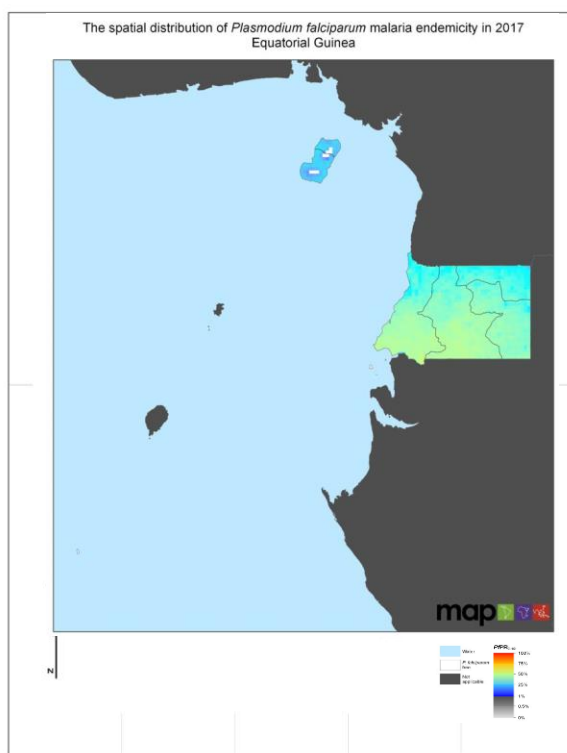 The spatial distribution of Plasmodium falciparum malaria endemicity in 2017
Equatorial Guinea
map
N
Water
P. falciparum
free
Not
applicable
PfPR
100%
75%
50%
25%
1%
0.5%
0%